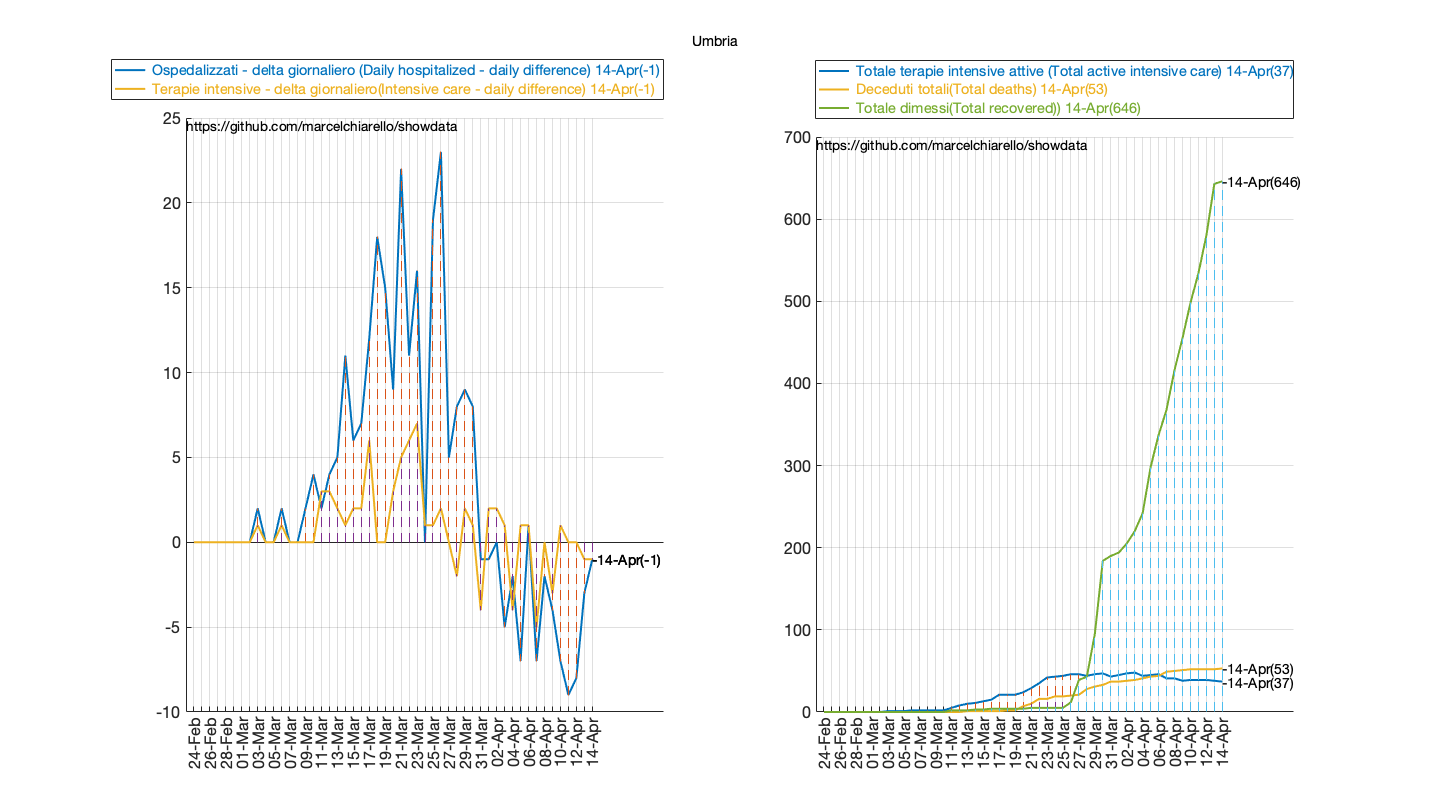 Umbria
Ospedalizzati - delta giornaliero (Daily hospitalized - daily difference) 14-Apr(-1)
Terapie intensive - delta giornaliero(Intensive care - daily difference) 14-Apr(-1)
https://github.com/marcelchiarello/showdata
25
20
15
10
5
0
-5
-10
-14-Apr(-1)
24-Feb
26-Feb
28-Feb
01-Mar
03-Mar
05-Mar
07-Mar
09-Mar
11-Mar
13-Mar
15-Mar
17-Mar
19-Mar
21-Mar
23-Mar
25-Mar
27-Mar
29-Mar
31-Mar
02-Apr
04-Apr
06-Apr
08-Apr
10-Apr
12-Apr
14-Apr
Totale terapie intensive attive (Total active intensive care) 14-Apr(37)
Deceduti totali(Total deaths) 14-Apr(53)
Totale dimessi(Total recovered)) 14-Apr(646)
https://github.com/marcelchiarello/showdata
700
600
500
400
300
200
100
0
-14-Apr(646)
-14-Apr(53)
-14-Apr(37)
24-Feb
26-Feb
28-Feb
01-Mar
03-Mar
05-Mar
07-Mar
09-Mar
11-Mar
13-Mar
15-Mar
17-Mar
19-Mar
21-Mar
23-Mar
25-Mar
27-Mar
29-Mar
31-Mar
02-Apr
04-Apr
06-Apr
08-Apr
10-Apr
12-Apr
14-Apr